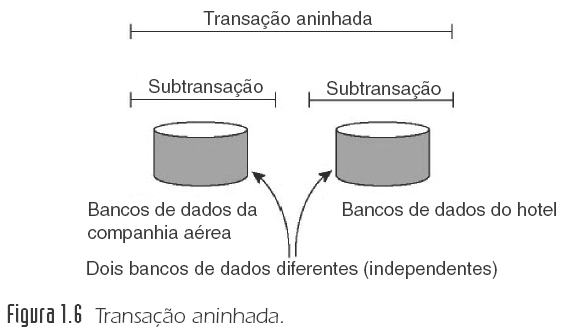 Transação aninhada
Subtransação
Subtransação
Bancos de dados da
companhia aérea
Bancos de dados do hotel
Dois bancos de dados diferentes (independentes)
Figura 1.6 Transação aninhada.